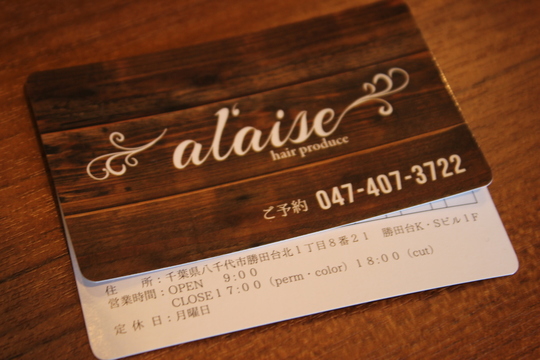 al'aise
hair produce
ご予約 047-407-3722
住 所：千葉県八千代市勝田台北１丁目８番２１ 勝田台K・Sビル１F
営業時間：OPEN ９:００
CLOSE１７:００（perm・color）１８:００（cut）
定 休 日：月曜日